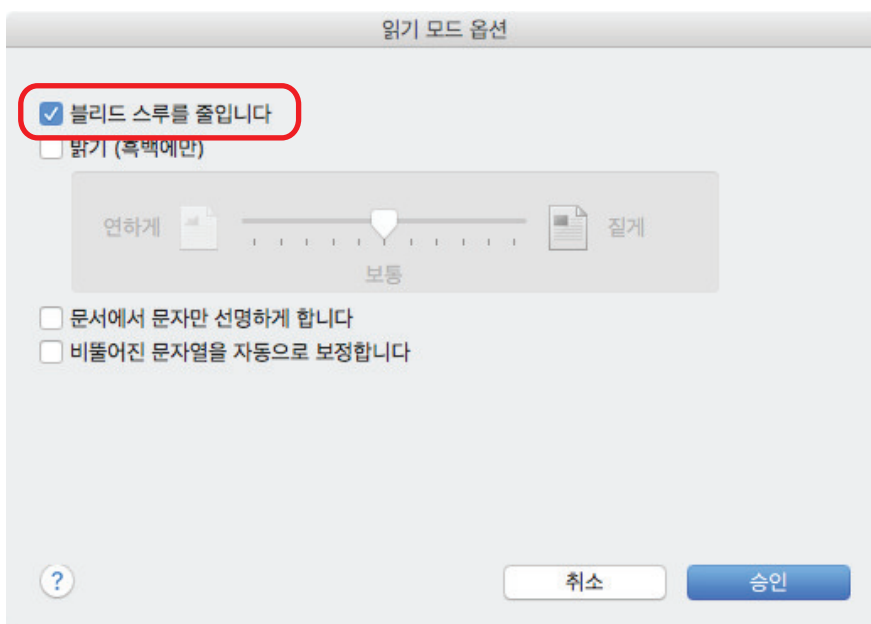 읽기 모드 옵션
블리드 스루를 줄입니다
밝기 (흑백에만)
연하게 짙게
보통
문서에서 문자만 선명하게 합니다
비뚤어진 문자열을 자동으로 보정합니다
? 취소 승인